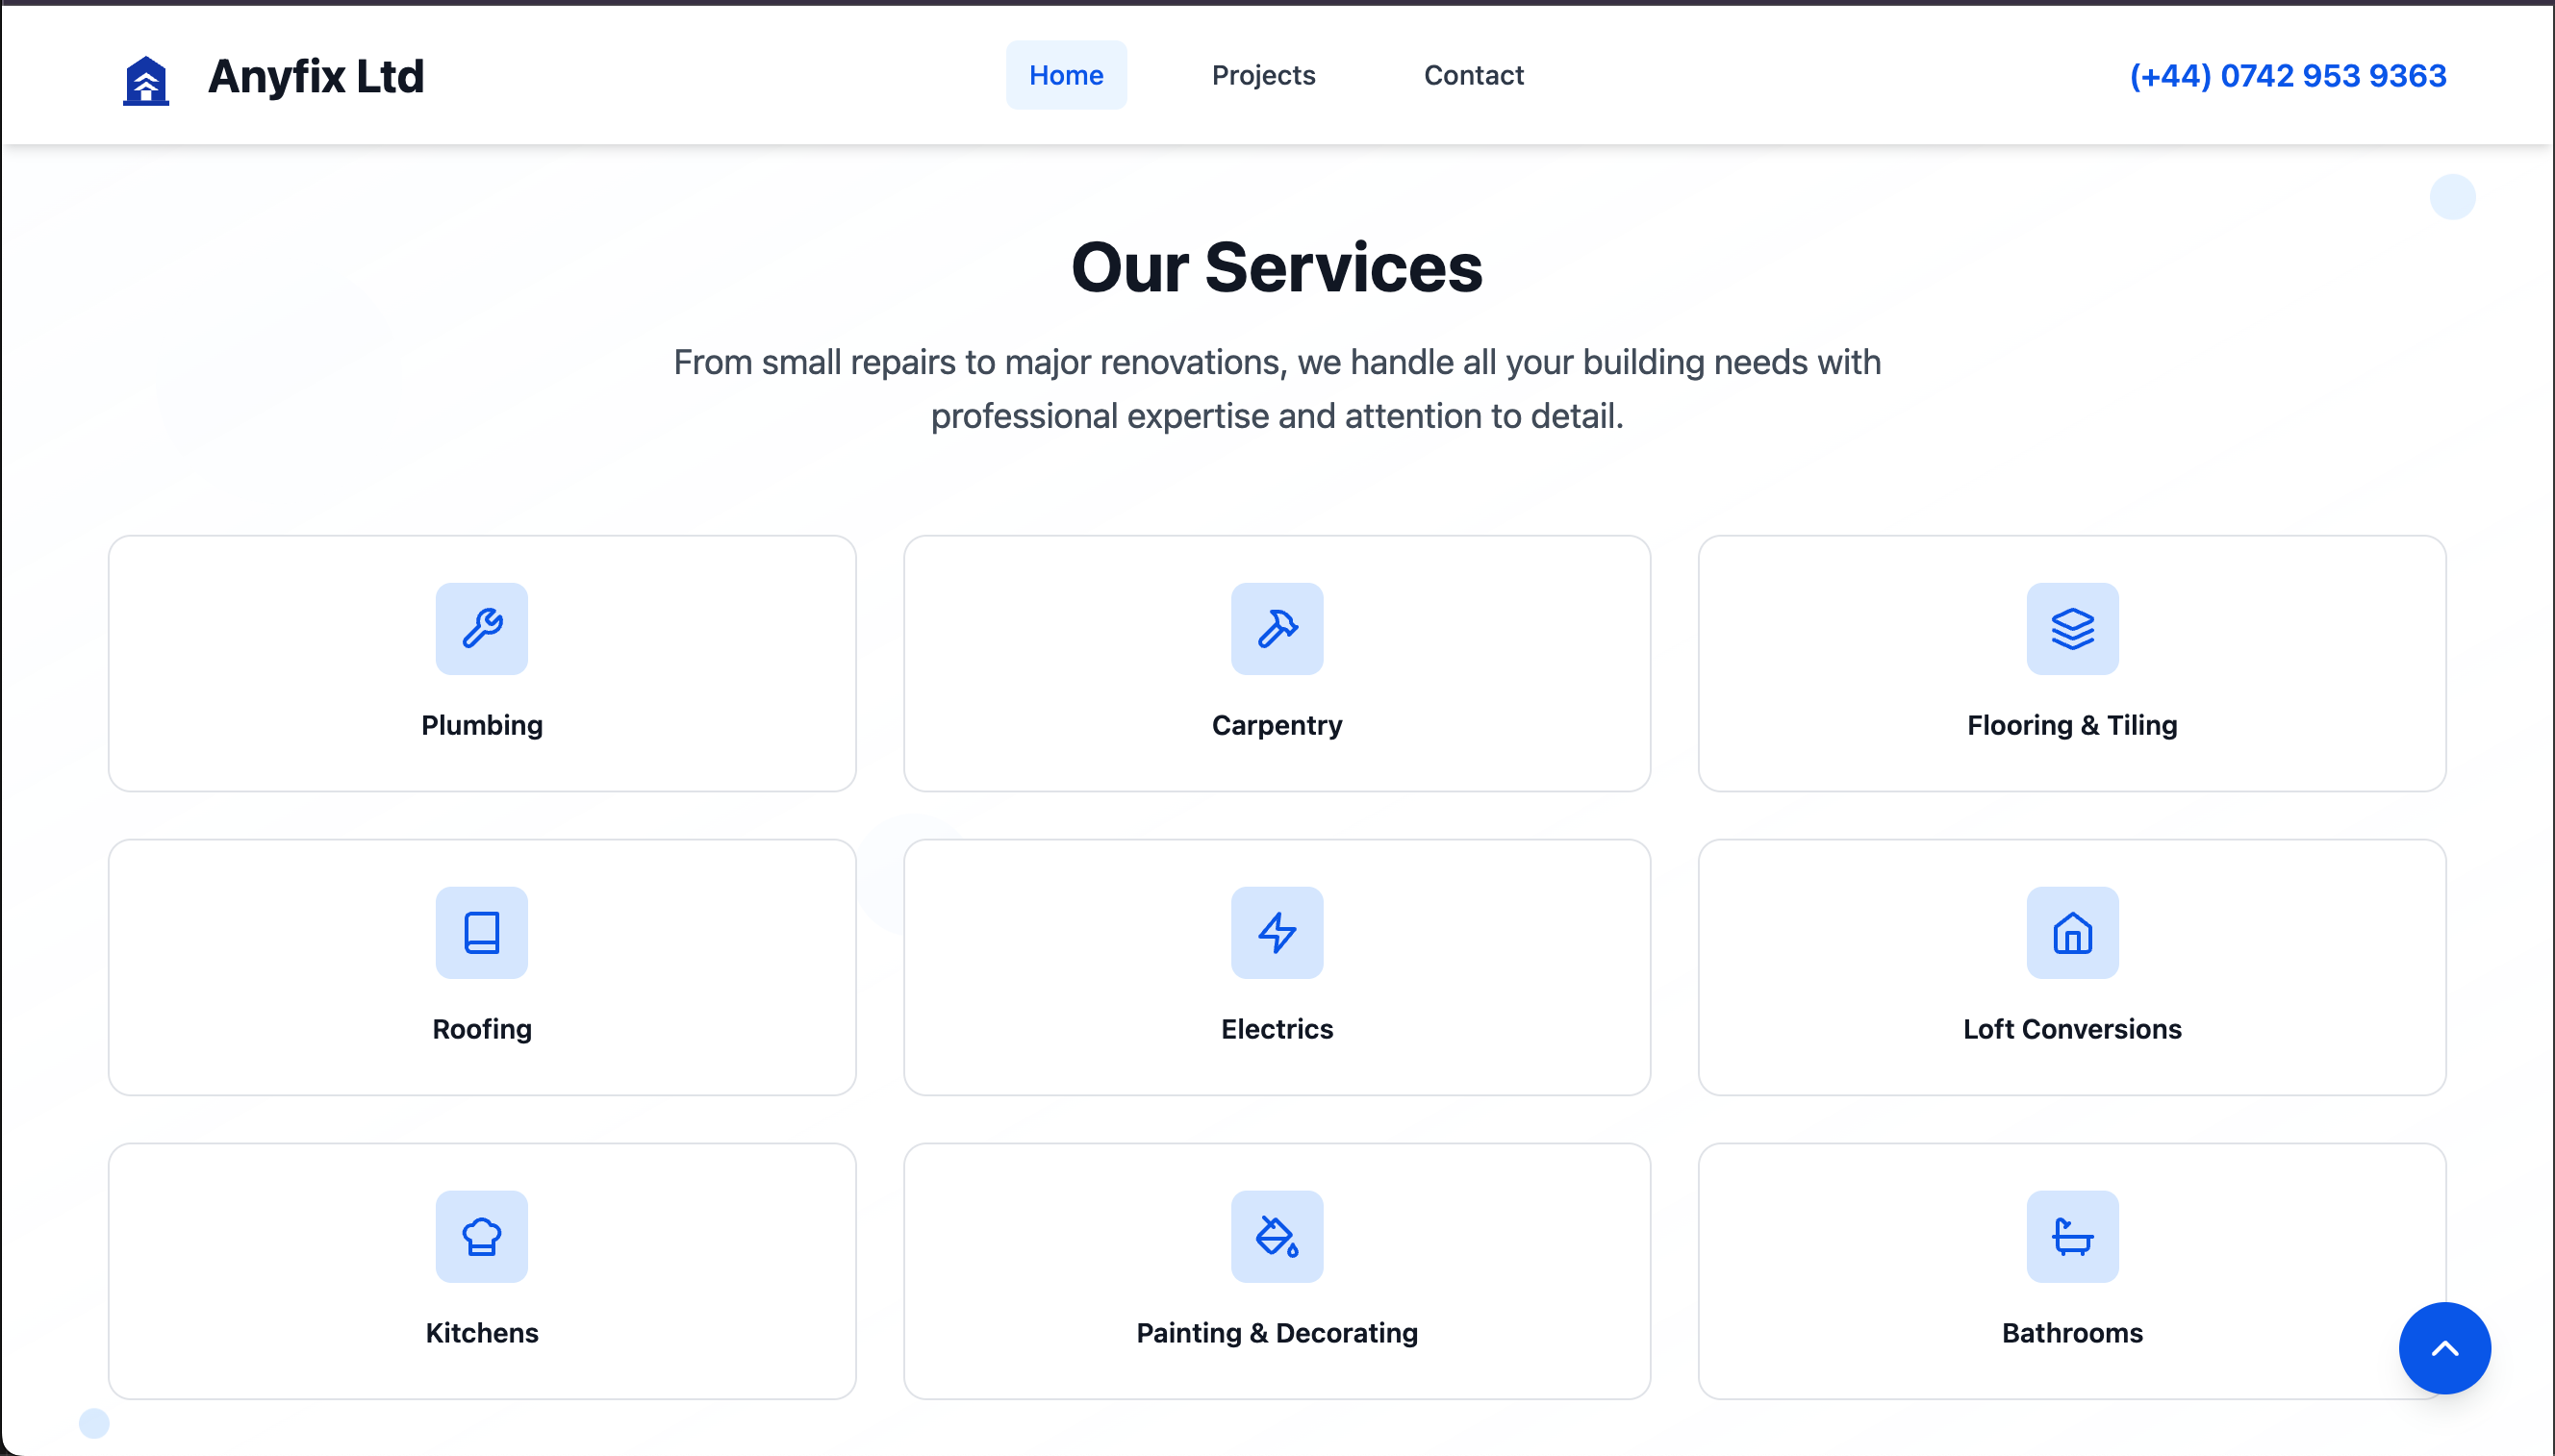 Anyfix Ltd
Home
Projects
Contact
(+44) 0742 953 9363
Our Services
From small repairs to major renovations, we handle all your building needs with
professional expertise and attention to detail.
Plumbing
Carpentry
Flooring & Tiling
Roofing
Electrics
Loft Conversions
Kitchens
Painting & Decorating
Bathrooms